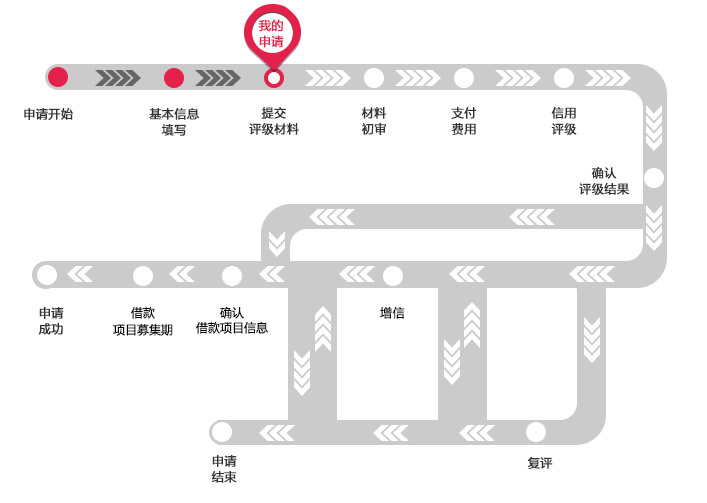 我的
申请
申请开始
基本信息
填写
提交
评级材料
材料
初审
支付
费用
信用
评级
确认
评级结果
申请
成功
借款
项目募集期
确认
借款项目信息
增信
申请
结束
复评